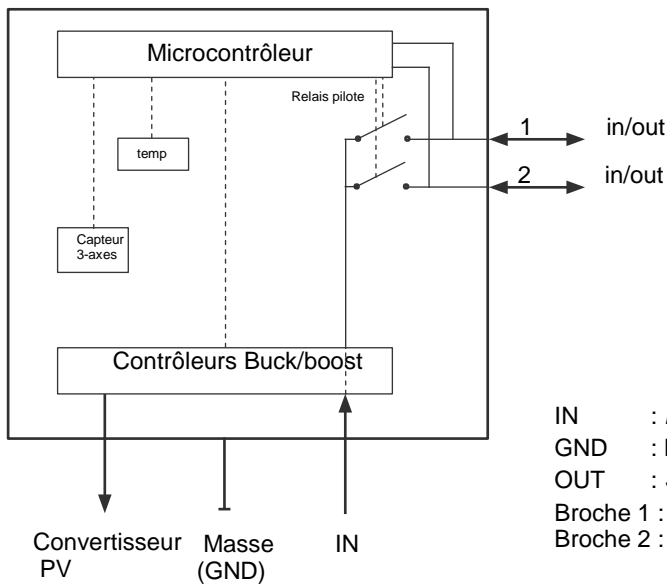 Microcontrôleur
Relais pilote
1 in/out
temp
2 in/out
Capteur
3-axes
Contrôleurs Buck/boost
IN :
GND :
OUT :
Broche 1 :
Broche 2 :
Convertisseur
PV
Masse
(GND)
IN